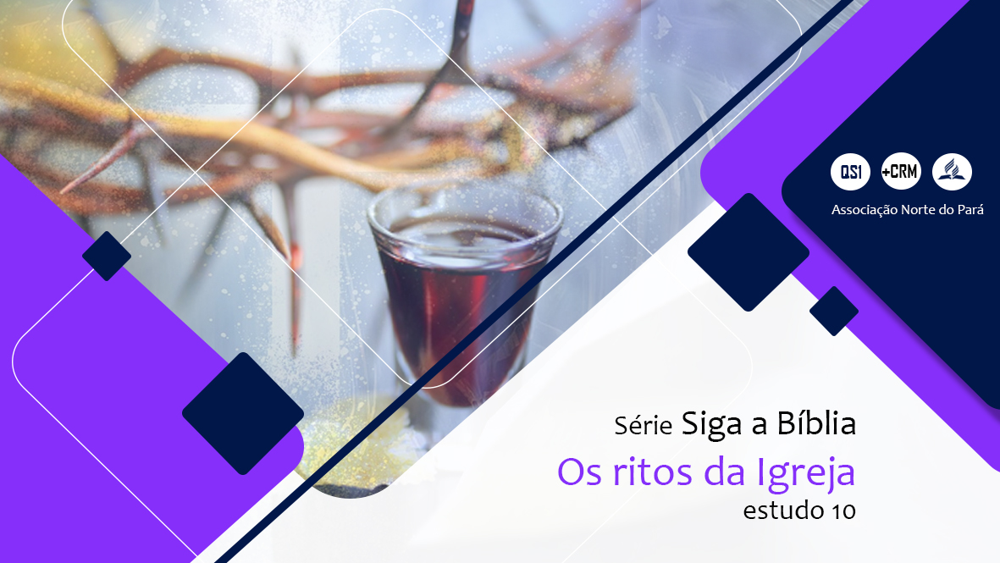 QS1 +CRM
Associação Norte do Pará
Série Siga a Bíblia
Os ritos da Igreja
estudo 10